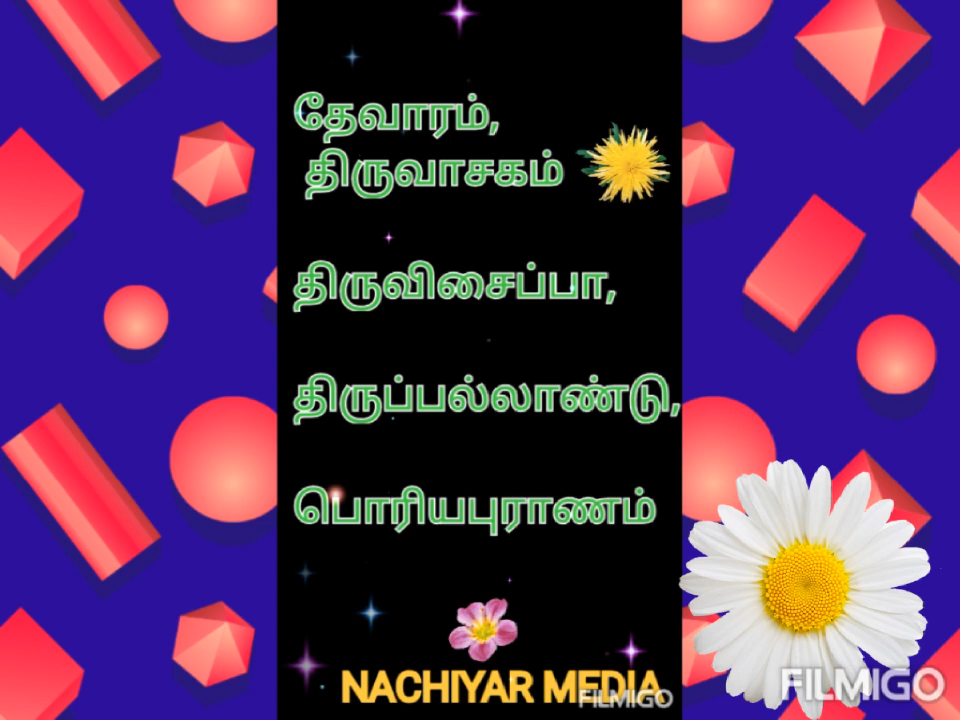 தேவாரம்,
திருவாசகம்
திருவிசைப்பா,
திருப்பல்லாண்டு,
பொரியபுராணம்
NACHIYAR MEDIA
FILMIGO
FILMIGO